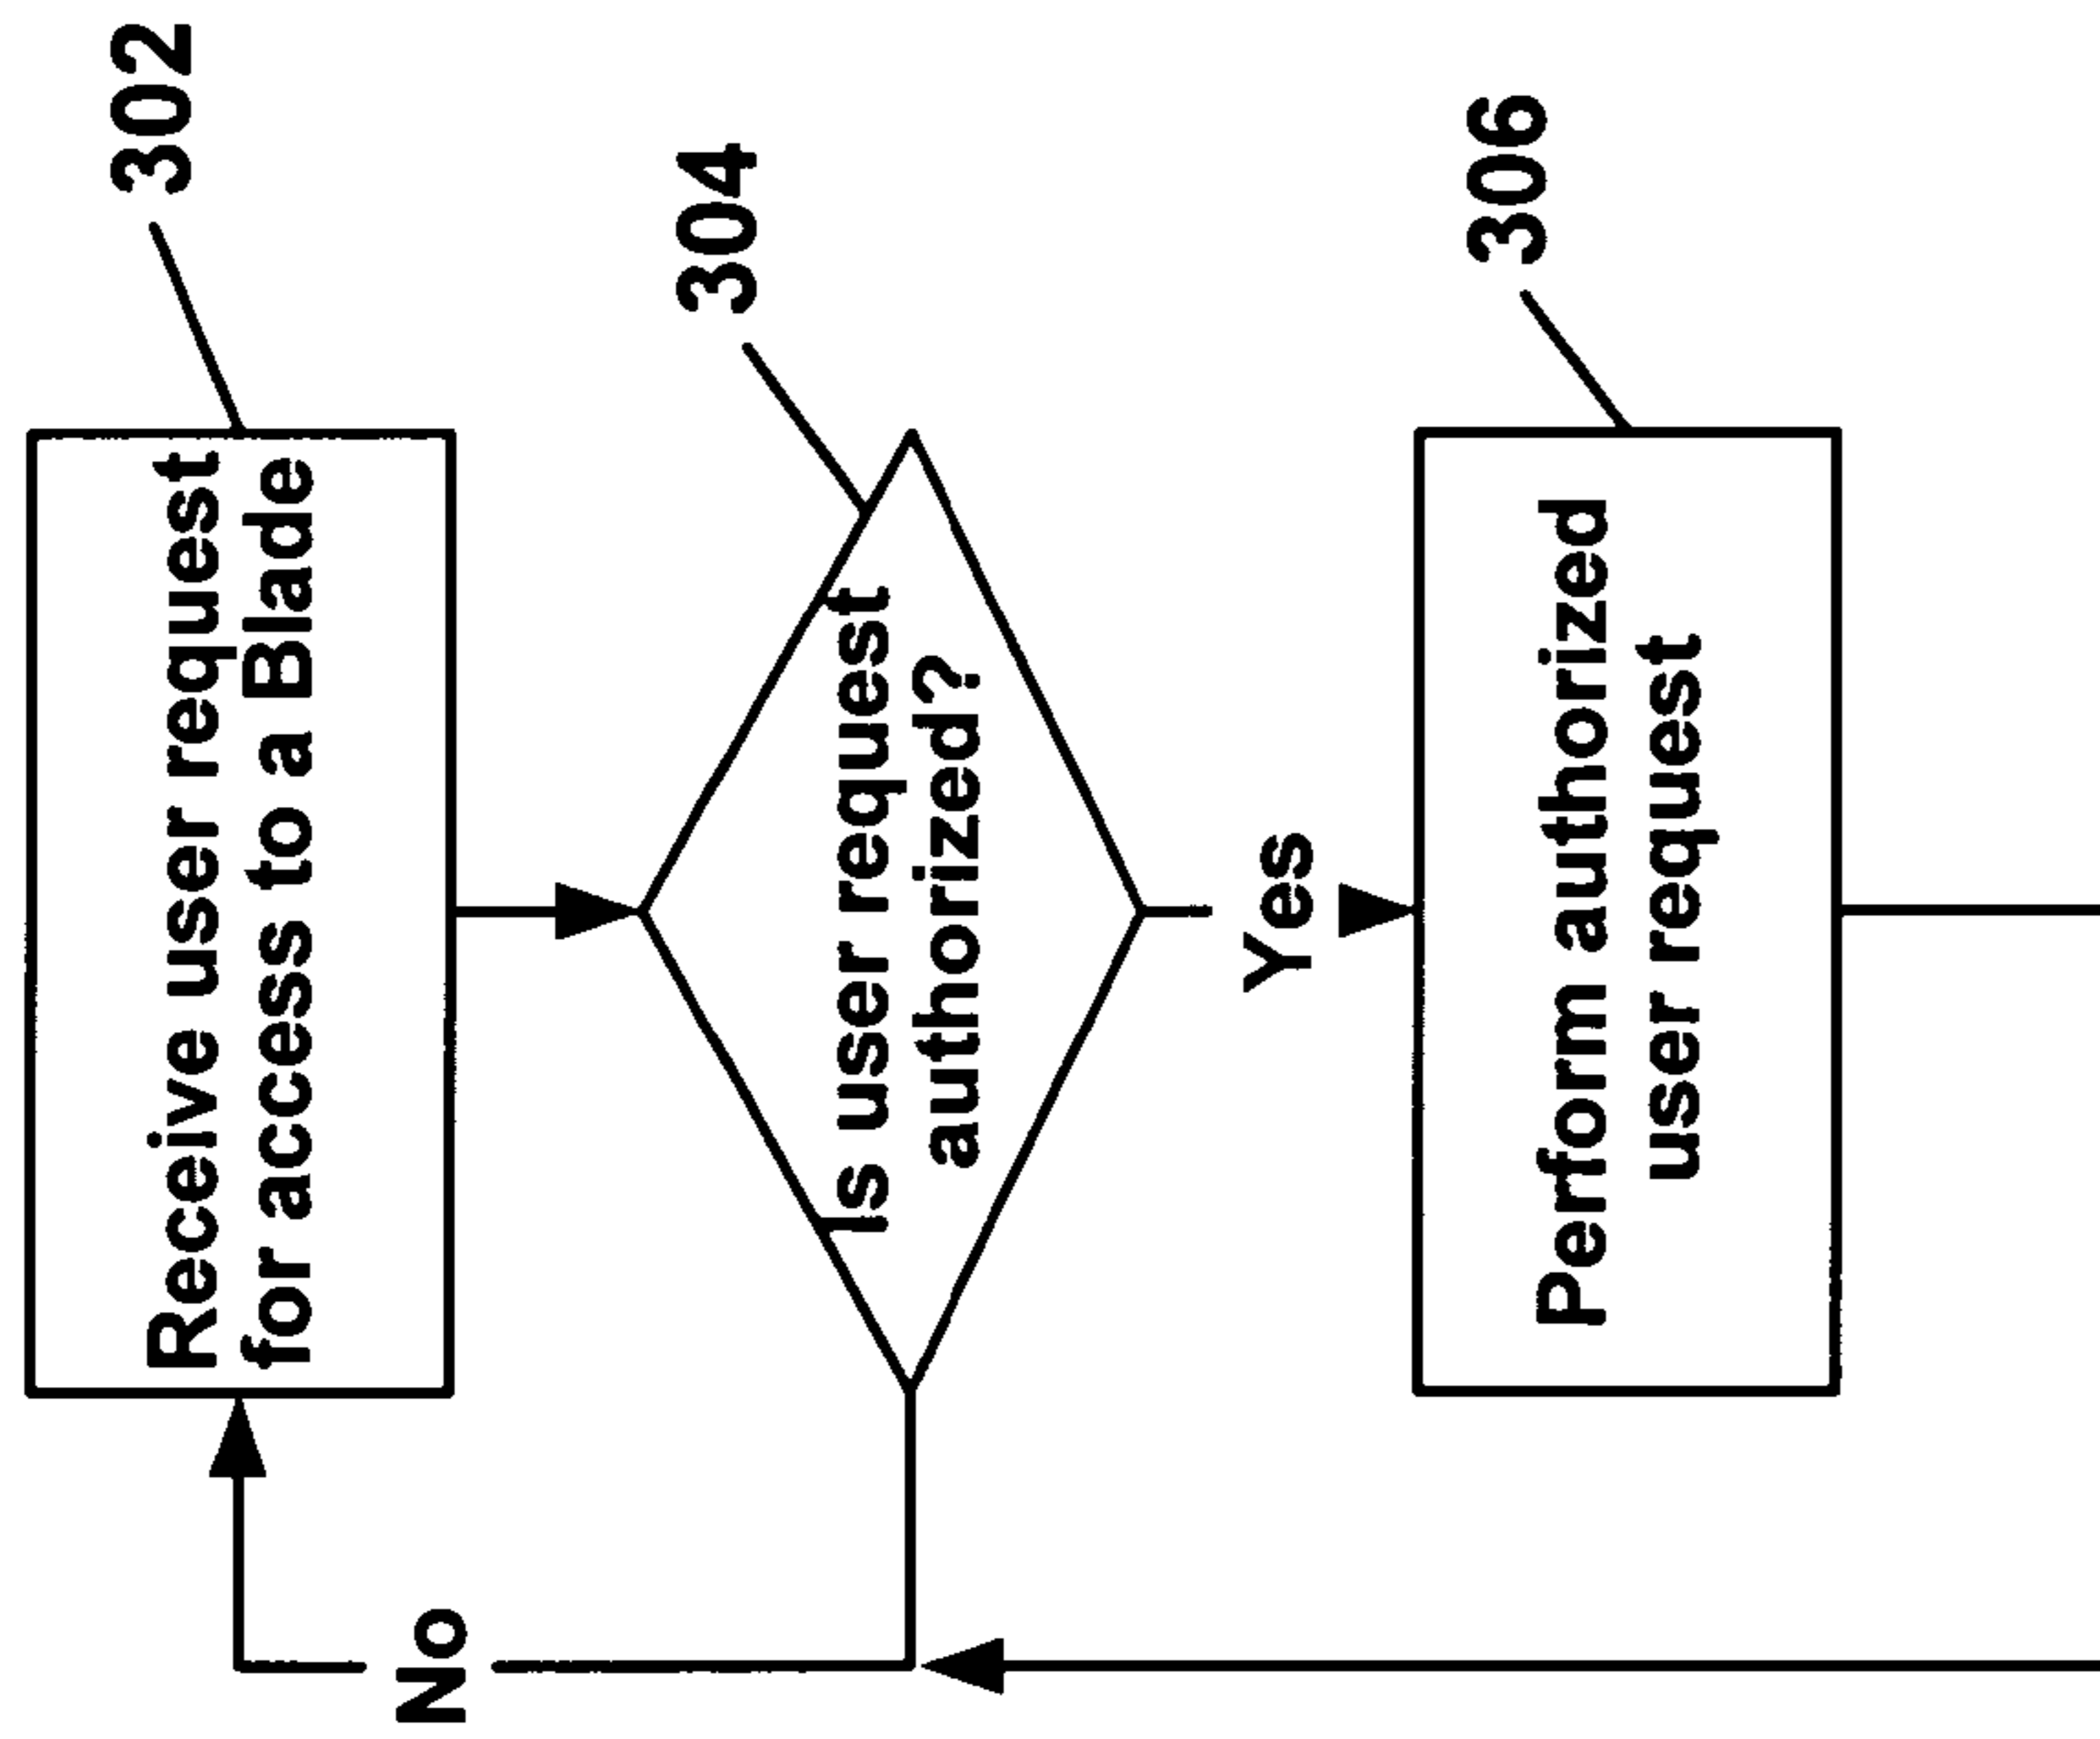 Receive user request
for access to a Blade
302
Is user request
authorized?
304
No
Yes
Perform authorized
user request
306